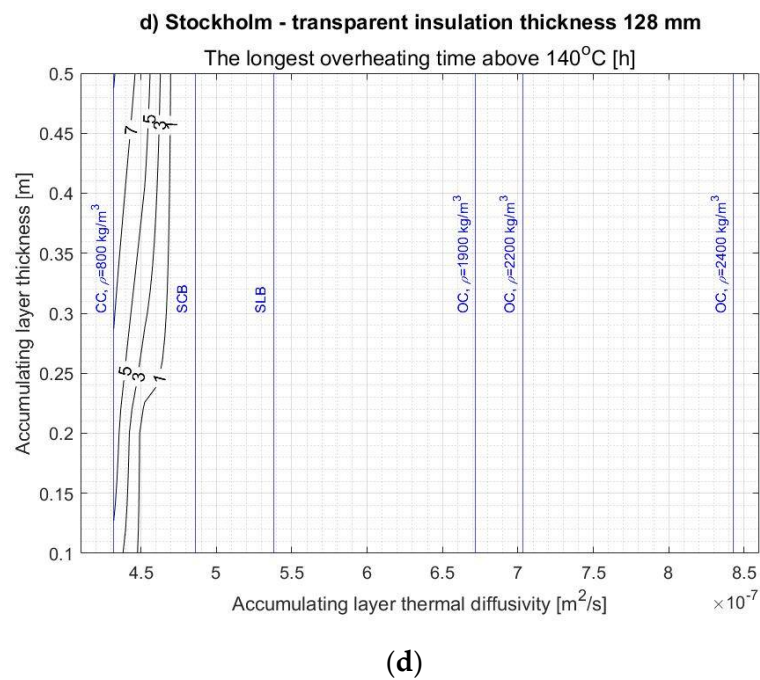 d) Stockholm - transparent insulation thickness 128 mm
The longest overheating time above 140°C [h]
0.5
0.45
0.4
0.35
0.3
0.25
0.2
0.15
0.1
Accumulating layer thickness [m]
7
5
3
1
5
3
1
CC, ρ=800 kg/m³
SCB
SLB
OC, ρ=1900 kg/m³
OC, ρ=2200 kg/m³
OC, ρ=2400 kg/m³
4.5 5 5.5 6 6.5 7 7.5 8 8.5
×10⁻⁷
Accumulating layer thermal diffusivity [m²/s]
(d)